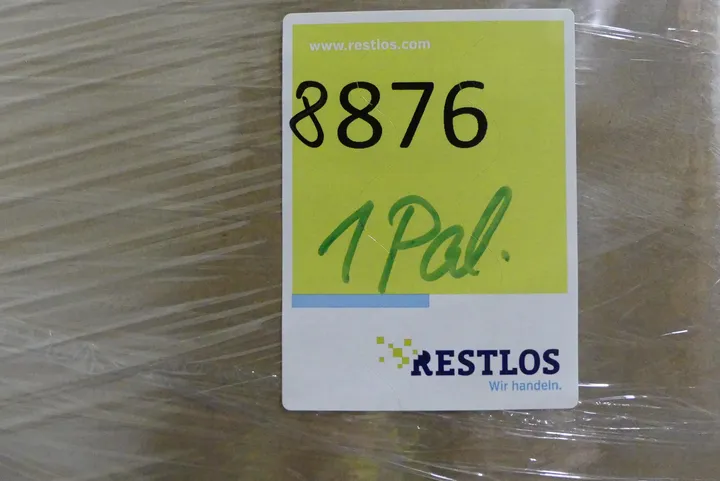 www.restlos.com
8876
1 Pal.
RESTLOS
Wir handeln.